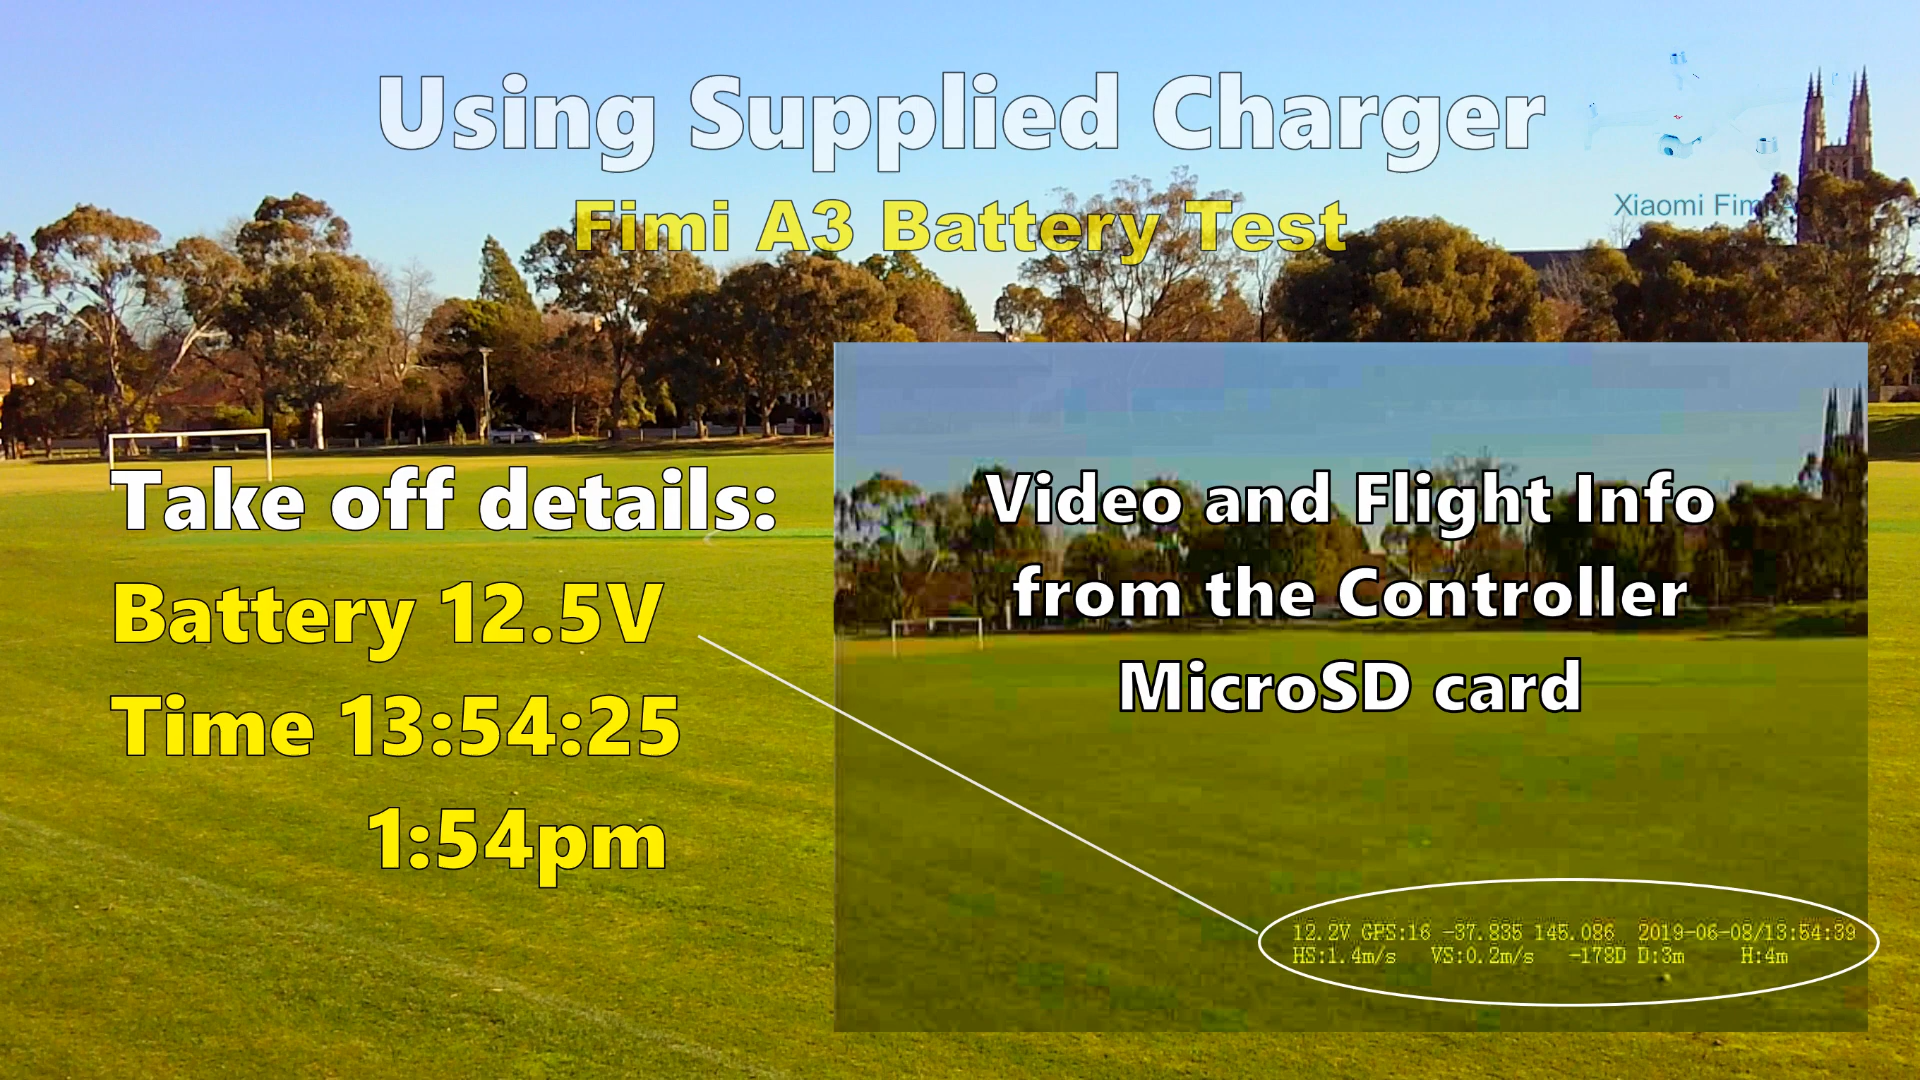 Using Supplied Charger
Fimi A3 Battery Test
Xiaomi Fimi A3
Take off details:
Battery 12.5V
Time 13:54:25
1:54pm
Video and Flight Info
from the Controller
MicroSD card
12.2V GPS:16 -37.835 145.086 2019-06-08/13:54:39
HS:1.4m/s VS:0.2m/s -178D D:3m H:4m